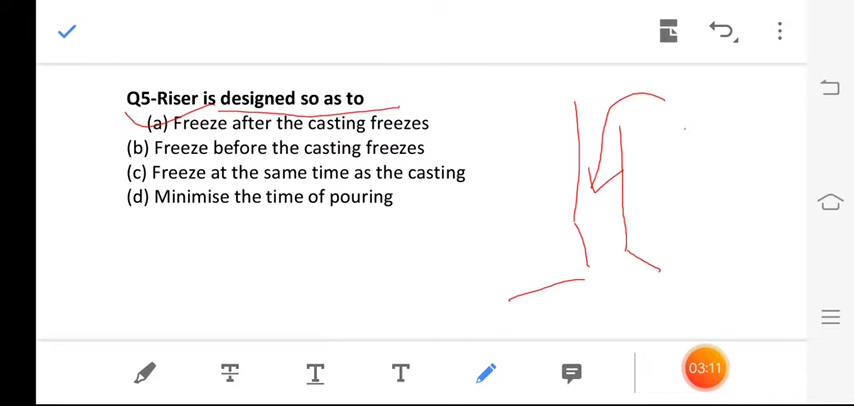 Q5-Riser is designed so as to
(a) Freeze after the casting freezes
(b) Freeze before the casting freezes
(c) Freeze at the same time as the casting
(d) Minimise the time of pouring
T T T
03:11